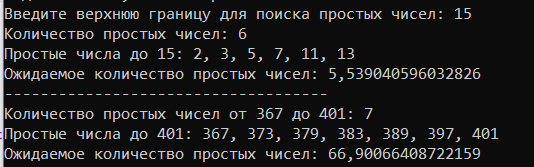 Введите верхнюю границу для поиска простых чисел: 15
Количество простых чисел: 6
Простые числа до 15: 2, 3, 5, 7, 11, 13
Ожидаемое количество простых чисел: 5,539040596032826
-----------------------------------
Количество простых чисел от 367 до 401: 7
Простые числа до 401: 367, 373, 379, 383, 389, 397, 401
Ожидаемое количество простых чисел: 66,90066408722159